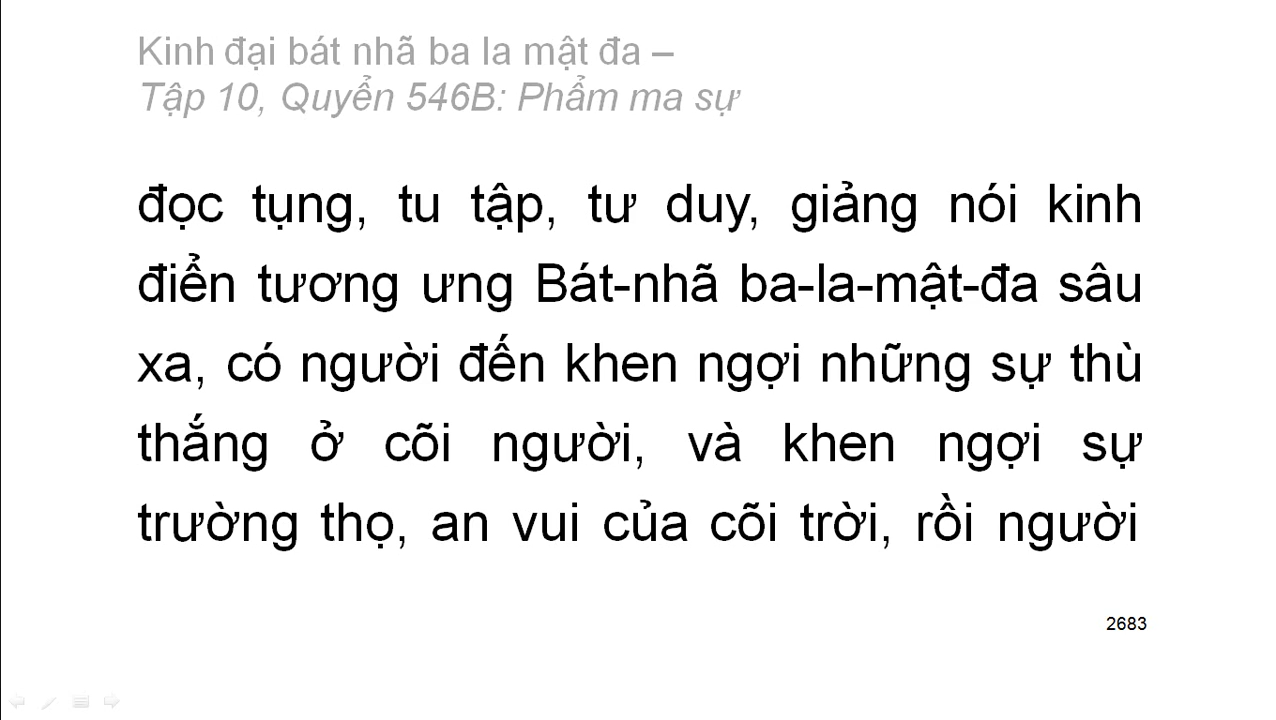 Kinh đại bát nhã ba la mật đa –
Tập 10, Quyển 546B: Phẩm ma sự
đọc tụng, tu tập, tư duy, giảng nói kinh
điển tương ưng Bát-nhã ba-la-mật-đa sâu
xa, có người đến khen ngợi những sự thù
thắng ở cõi người, và khen ngợi sự
trường thọ, an vui của cõi trời, rồi người
2683